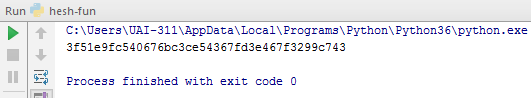 Run hesh-fun
C:\Users\UAI-311\AppData\Local\Programs\Python\Python36\python.exe
3f51e9fc540676bc3ce54367fd3e467f3299c743
Process finished with exit code 0